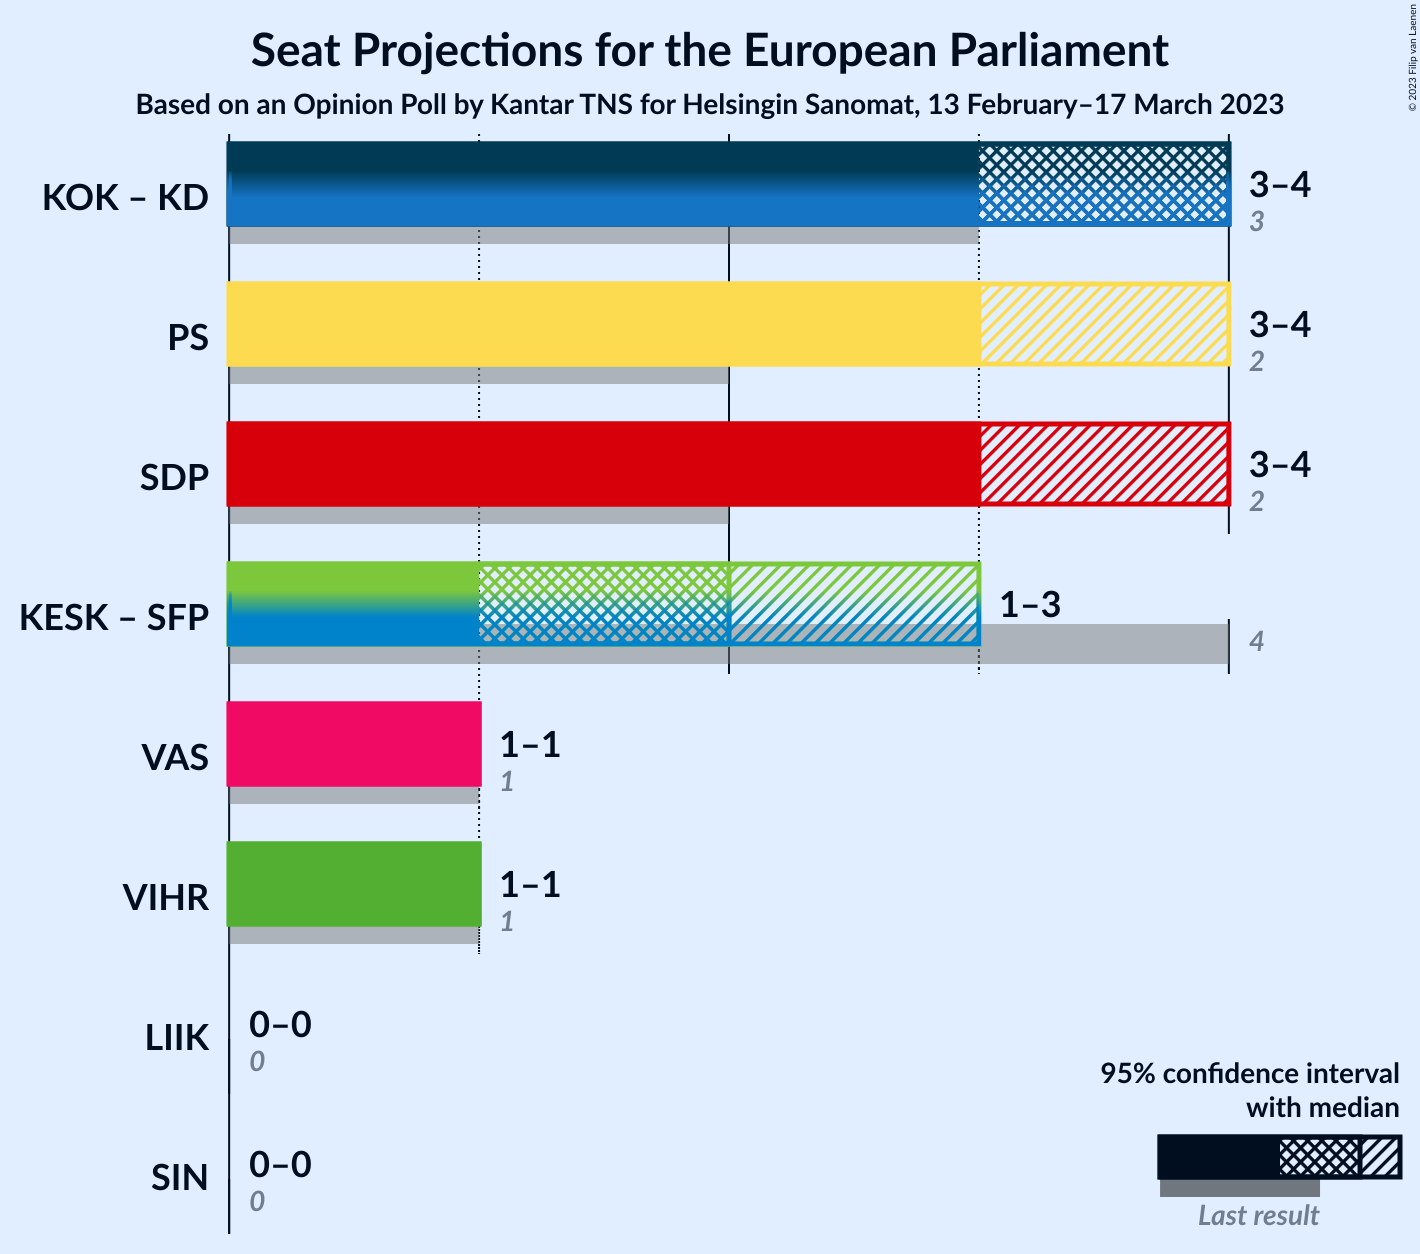 Seat Projections for the European Parliament
Based on an Opinion Poll by Kantar TNS for Helsingin Sanomat, 13 February–17 March 2023
© 2023 Filip van Laenen
KOK – KD
3–4
3
PS
3–4
2
SDP
3–4
2
KESK – SFP
1–3
4
VAS
1–1
1
VIHR
1–1
1
LIIK
0–0
0
SIN
0–0
0
95% confidence interval
with median
Last result